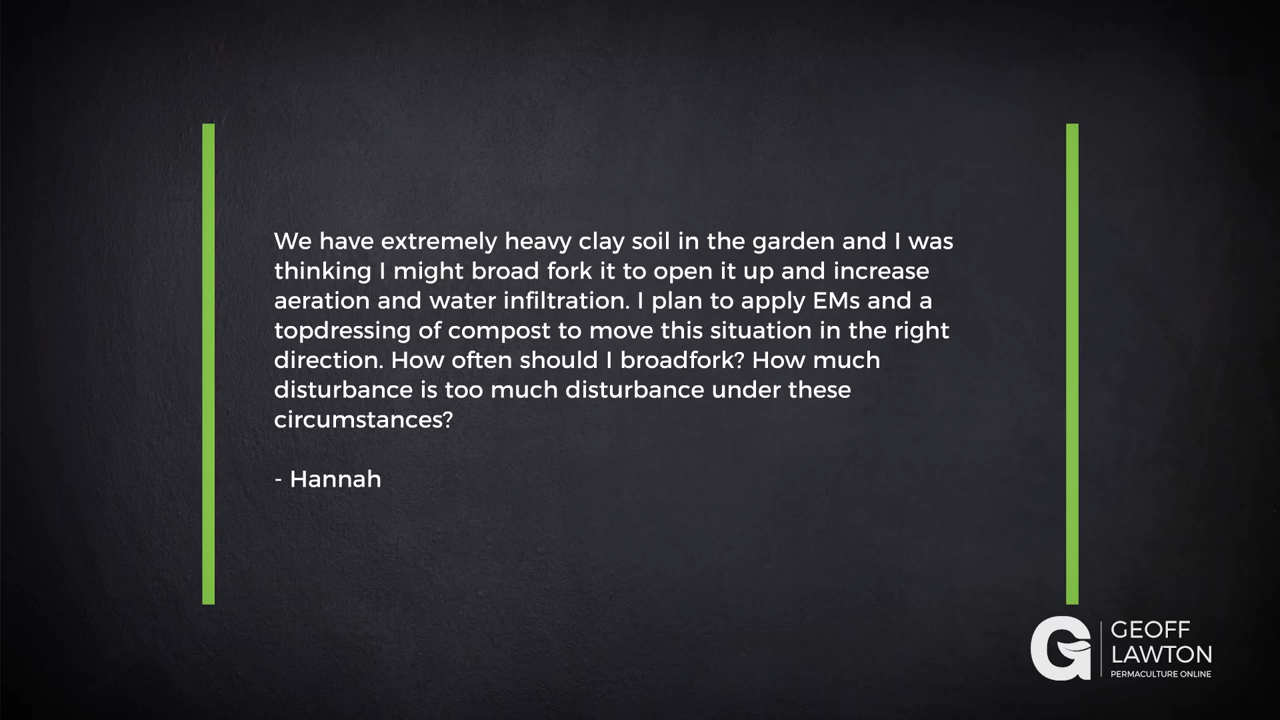 We have extremely heavy clay soil in the garden and I was
thinking I might broad fork it to open it up and increase
aeration and water infiltration. I plan to apply EMs and a
topdressing of compost to move this situation in the right
direction. How often should I broadfork? How much
disturbance is too much disturbance under these
circumstances?
- Hannah
GEOFF
LAWTON
PERMACULTURE ONLINE